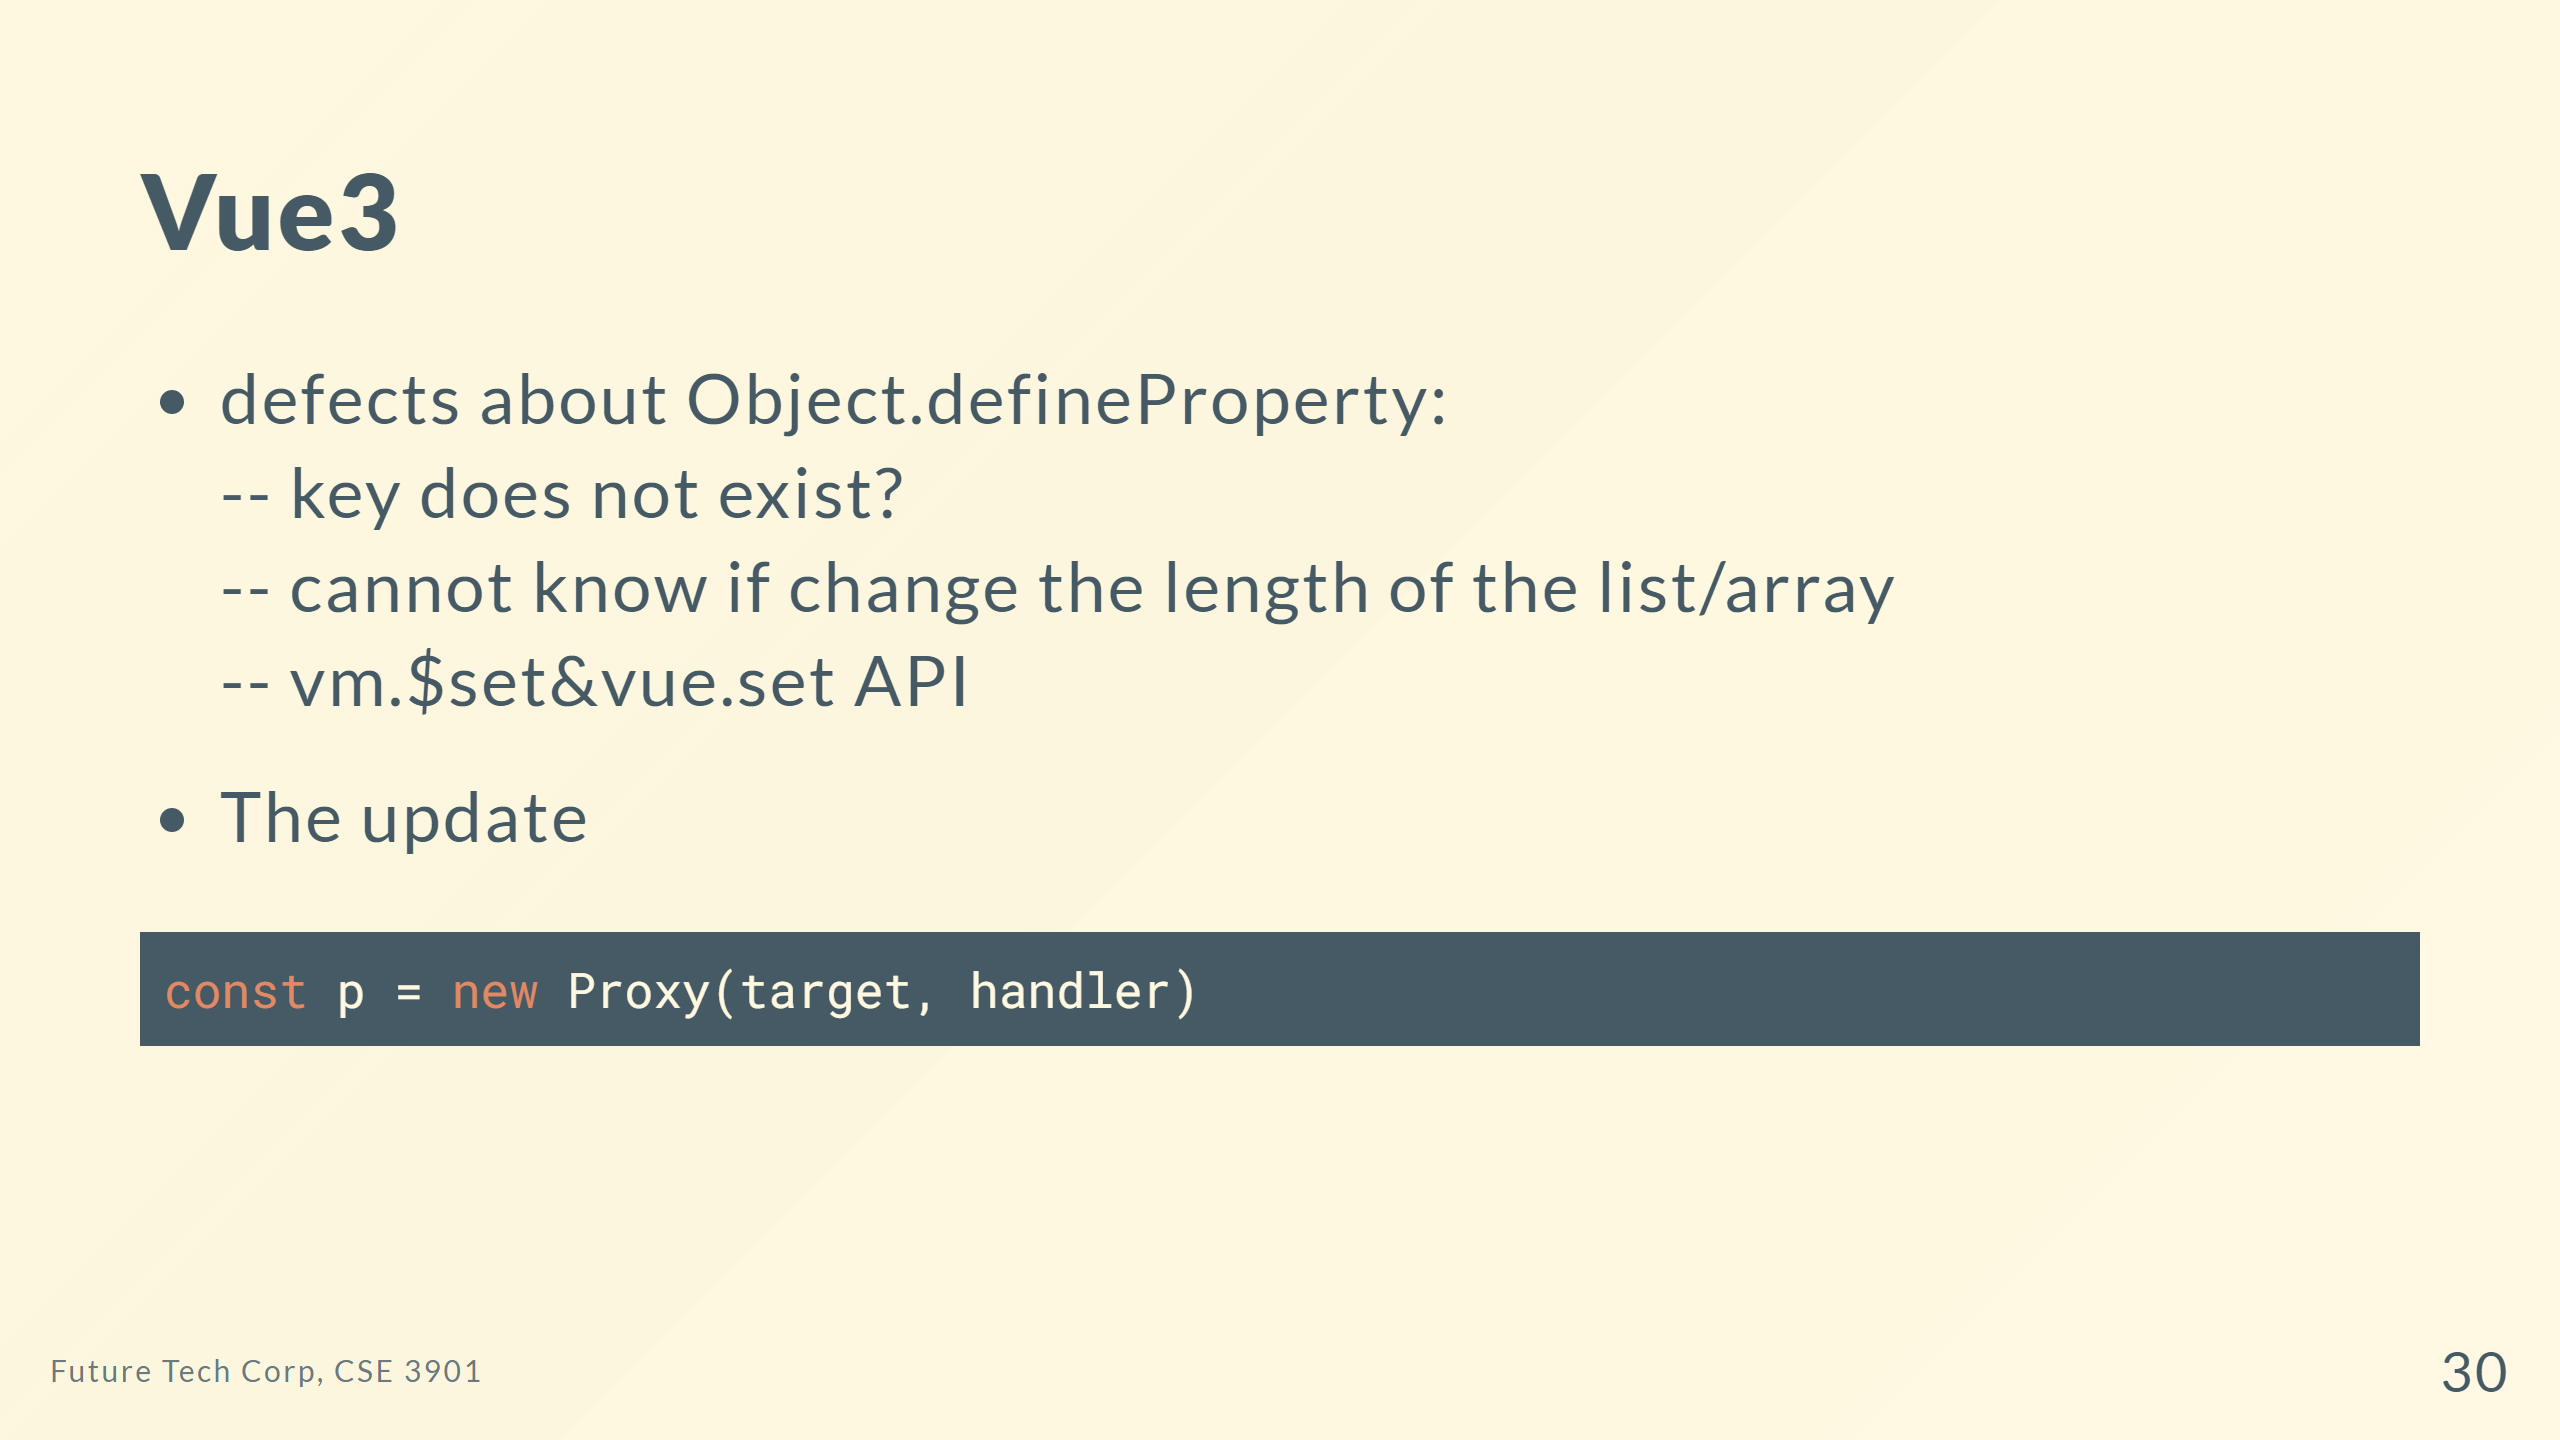 Vue3
• defects about Object.defineProperty:
-- key does not exist?
-- cannot know if change the length of the list/array
-- vm.$set&vue.set API
• The update
const p = new Proxy(target, handler)
Future Tech Corp, CSE 3901
30